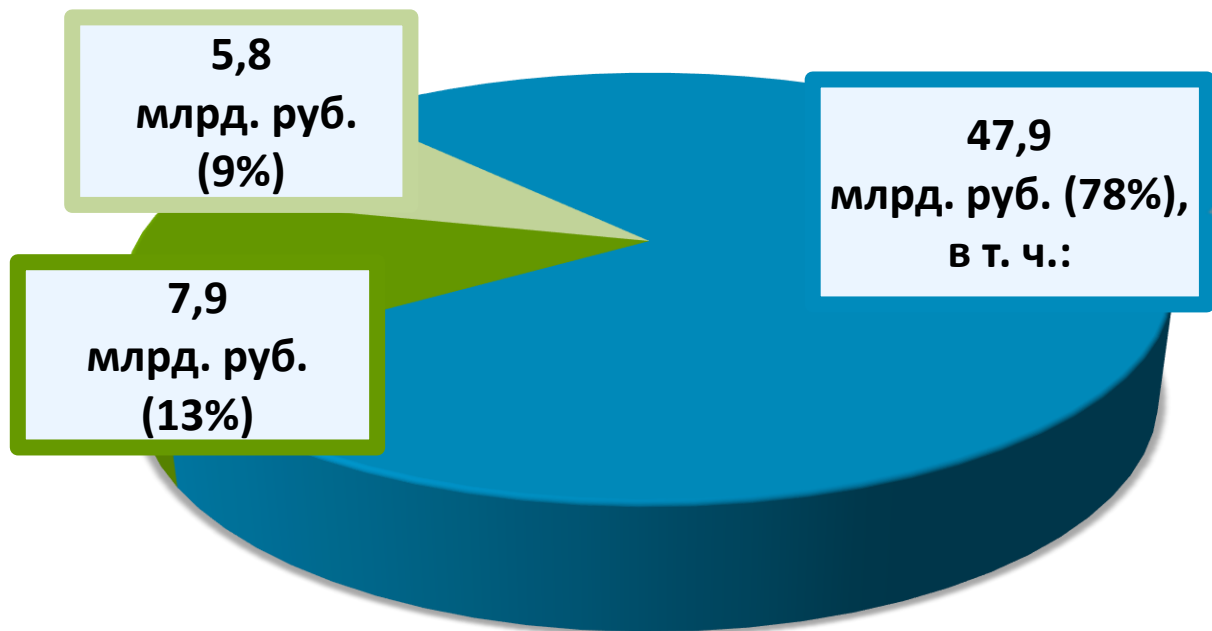 5,8
млрд. руб.
(9%)
47,9
млрд. руб. (78%),
в т. ч.:
7,9
млрд. руб.
(13%)